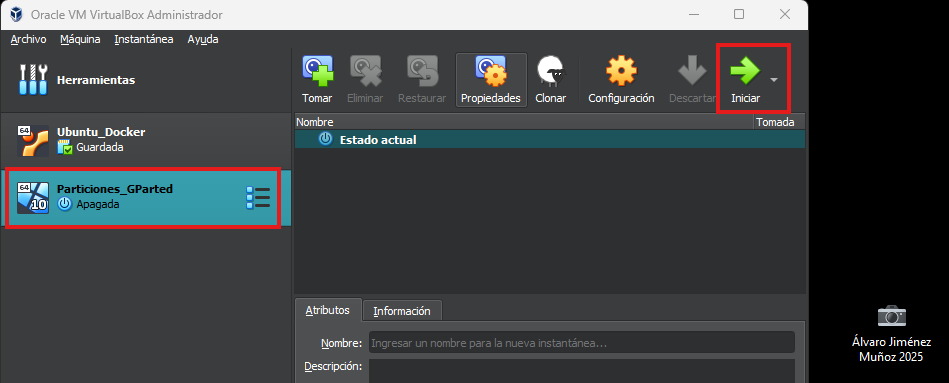 Oracle VM VirtualBox Administrador
Archivo Máquina Instantánea Ayuda
Herramientas
Tomar Eliminar Restaurar Propiedades Clonar Configuración Descartar Iniciar
Nombre Tomada
Estado actual
64
Ubuntu_Docker
Guardada
64
10
Particiones_GParted
Apagada
Atributos Información
Nombre: Ingresar un nombre para la nueva instantánea...
Descripción:
Álvaro Jiménez
Muñoz 2025